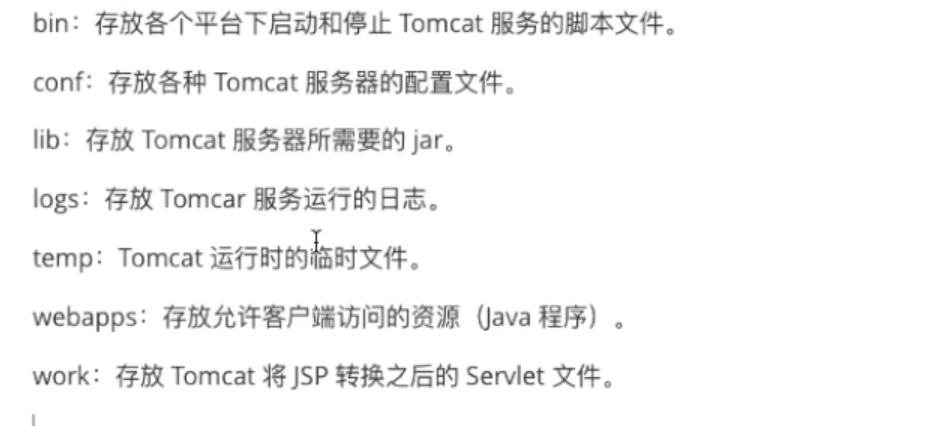 bin：存放各个平台下启动和停止 Tomcat 服务的脚本文件。
conf：存放各种 Tomcat 服务器的配置文件。
lib：存放 Tomcat 服务器所需要的 jar。
logs：存放 Tomcar 服务运行的日志。
temp：Tomcat 运行时的临时文件。
webapps：存放允许客户端访问的资源（Java 程序）。
work：存放 Tomcat 将 JSP 转换之后的 Servlet 文件。